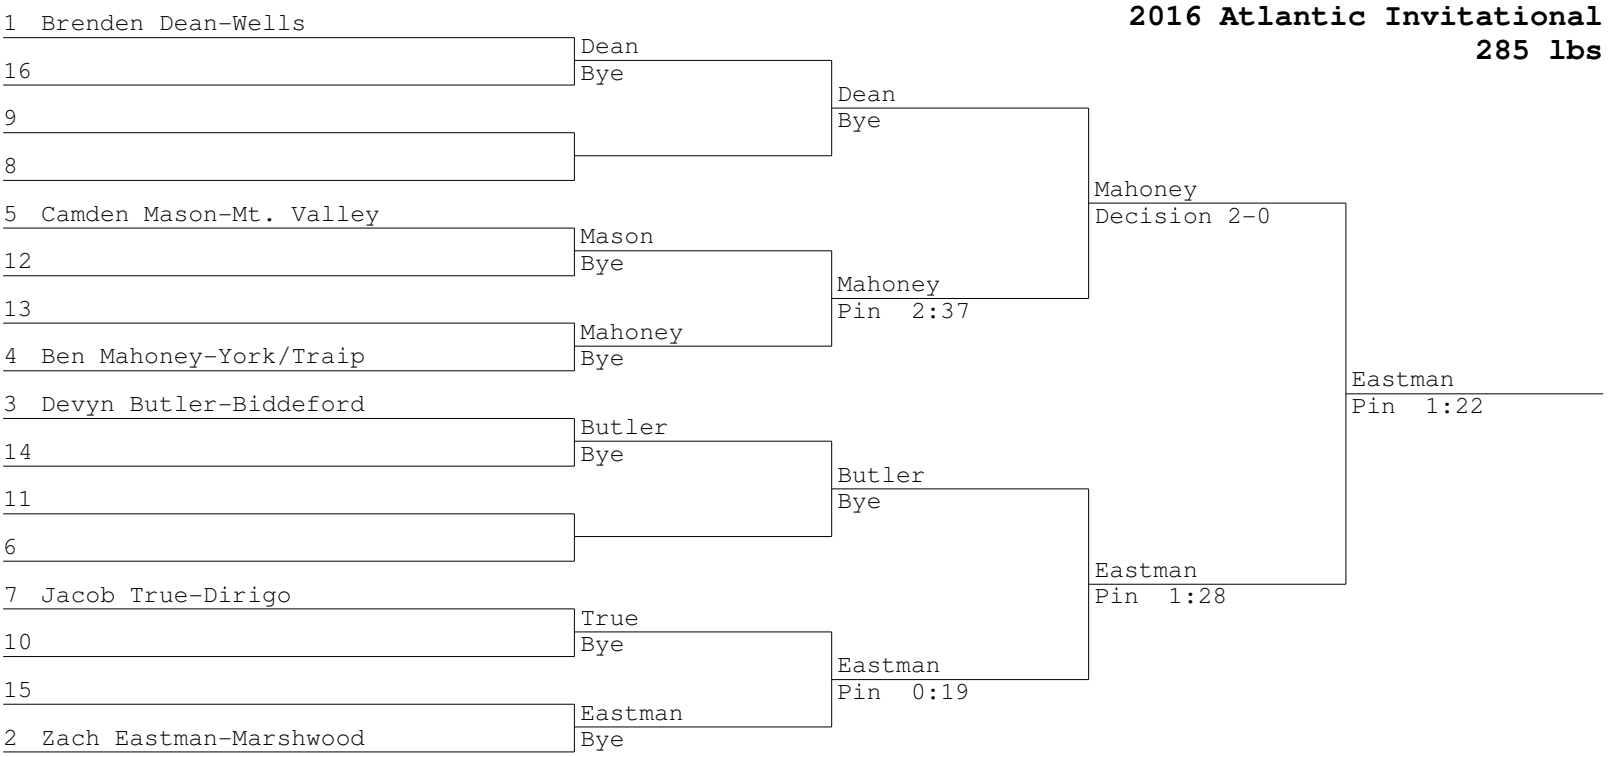 2016 Atlantic Invitational
285 lbs
1 Brenden Dean-Wells
16
9
8
5 Camden Mason-Mt. Valley
12
13
4 Ben Mahoney-York/Traip
3 Devyn Butler-Biddeford
14
11
6
7 Jacob True-Dirigo
10
15
2 Zach Eastman-Marshwood
Dean
Bye
Mason
Bye
Mahoney
Bye
Butler
Bye
True
Bye
Eastman
Bye
Dean
Bye
Mahoney
Pin 2:37
Butler
Bye
Eastman
Pin 0:19
Mahoney
Decision 2-0
Eastman
Pin 1:28
Eastman
Pin 1:22